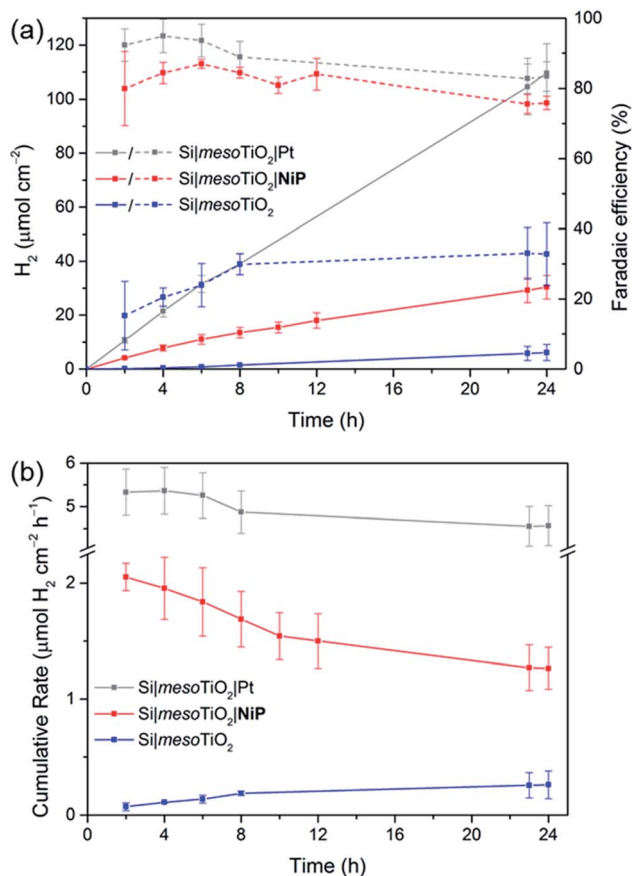 (a)
120
100
80
60
40
20
0
H₂ (μmol cm⁻²)
100
80
60
40
20
0
Faradaic efficiency (%)
/ Si|mesoTiO₂|Pt
/ Si|mesoTiO₂|NiP
/ Si|mesoTiO₂
0 4 8 12 16 20 24
Time (h)
(b)
6
5
2
1
0
Cumulative Rate (μmol H₂ cm⁻² h⁻¹)
Si|mesoTiO₂|Pt
Si|mesoTiO₂|NiP
Si|mesoTiO₂
0 4 8 12 16 20 24
Time (h)